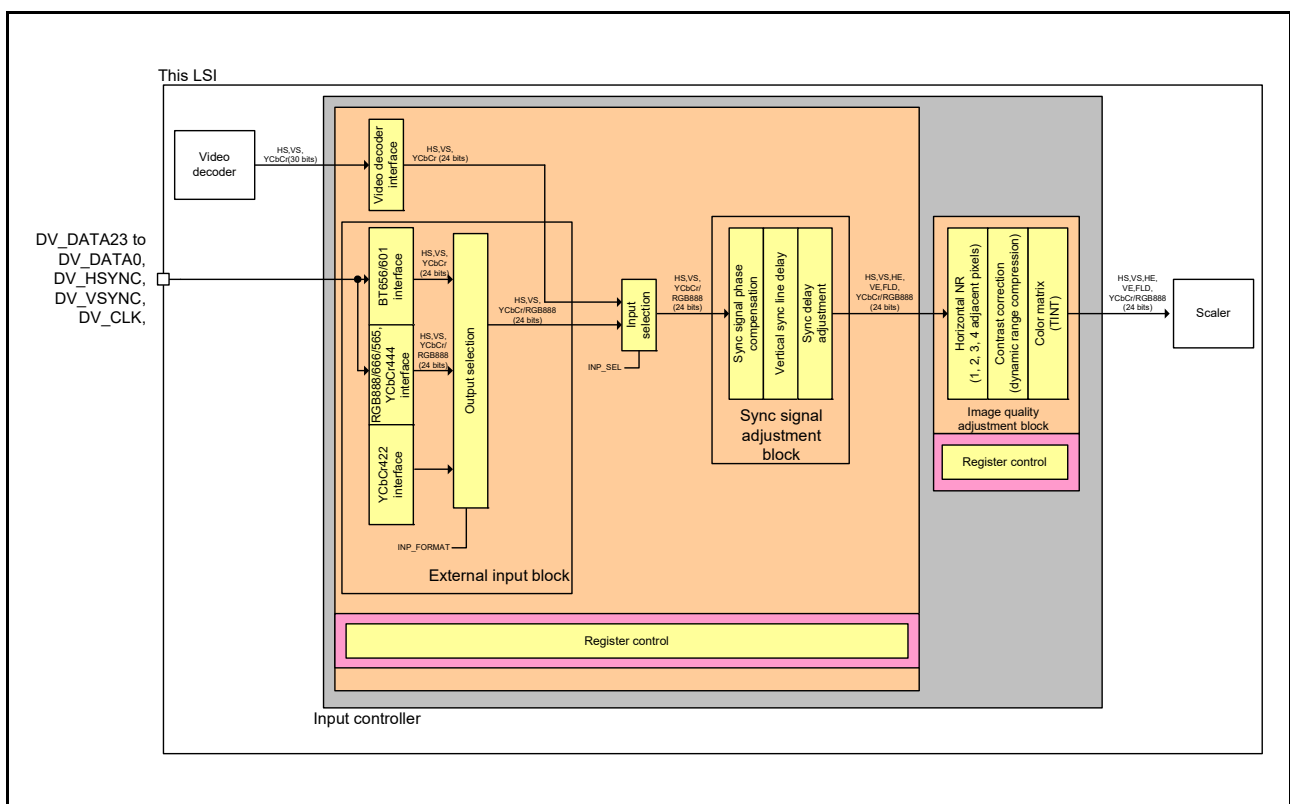 This LSI
Video
decoder
HS,VS,
YCbCr(30 bits)
Video decoder
interface
HS,VS,
YCbCr (24 bits)
DV_DATA23 to
DV_DATA0,
DV_HSYNC,
DV_VSYNC,
DV_CLK,
BT656/601
interface
HS,VS,
YCbCr
(24 bits)
RGB888/666/565,
YCbCr444
interface
HS,VS,
YCbCr/
RGB888
(24 bits)
YCbCr422
interface
Output selection
INP_FORMAT
External input block
HS,VS,
YCbCr/RGB888
(24 bits)
Input
selection
INP_SEL
HS,VS,
YCbCr/
RGB888
(24 bits)
Sync signal phase
compensation
Vertical sync line delay
Sync delay
adjustment
Sync signal
adjustment
block
HS,VS,HE,
VE,FLD,
YCbCr/RGB888
(24 bits)
Horizontal NR
(1, 2, 3, 4 adjacent pixels)
Contrast correction
(dynamic range compression)
Color matrix
(TINT)
Image quality
adjustment block
Register control
HS,VS,HE,
VE,FLD,
YCbCr/RGB888
(24 bits)
Scaler
Register control
Input controller